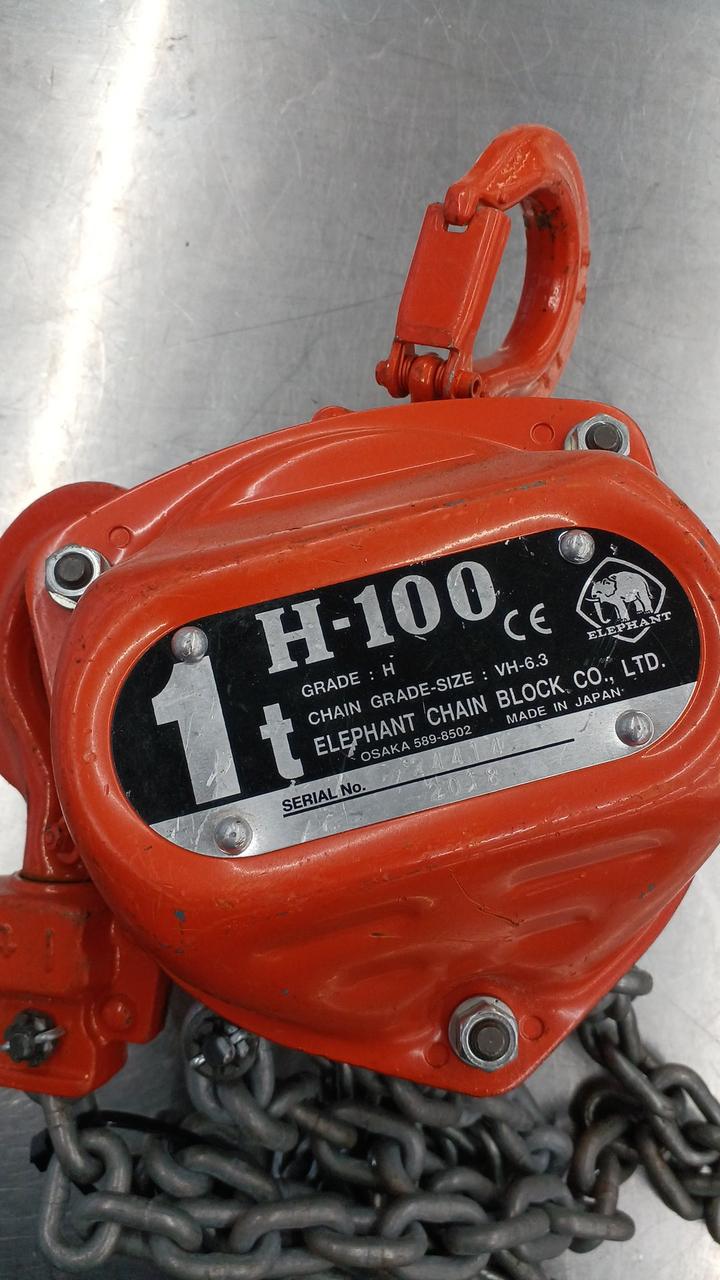 H-100
CE
ELEPHANT
1t
GRADE : H
CHAIN GRADE-SIZE : VH-6.3
ELEPHANT CHAIN BLOCK CO., LTD.
OSAKA 589-8502 MADE IN JAPAN
SERIAL No.